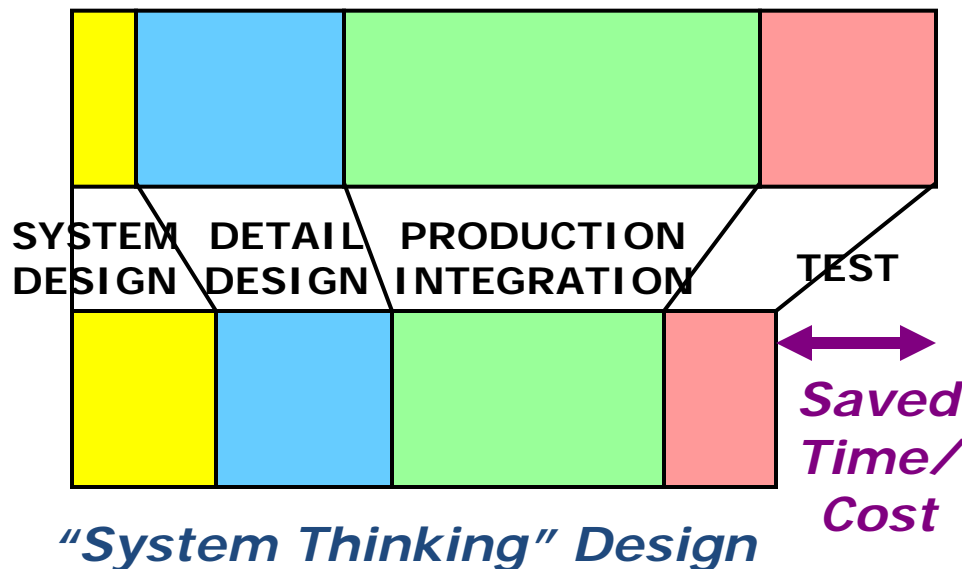 SYSTEM DETAIL PRODUCTION
DESIGN DESIGN INTEGRATION
TEST
Saved
Time/
Cost
“System Thinking” Design